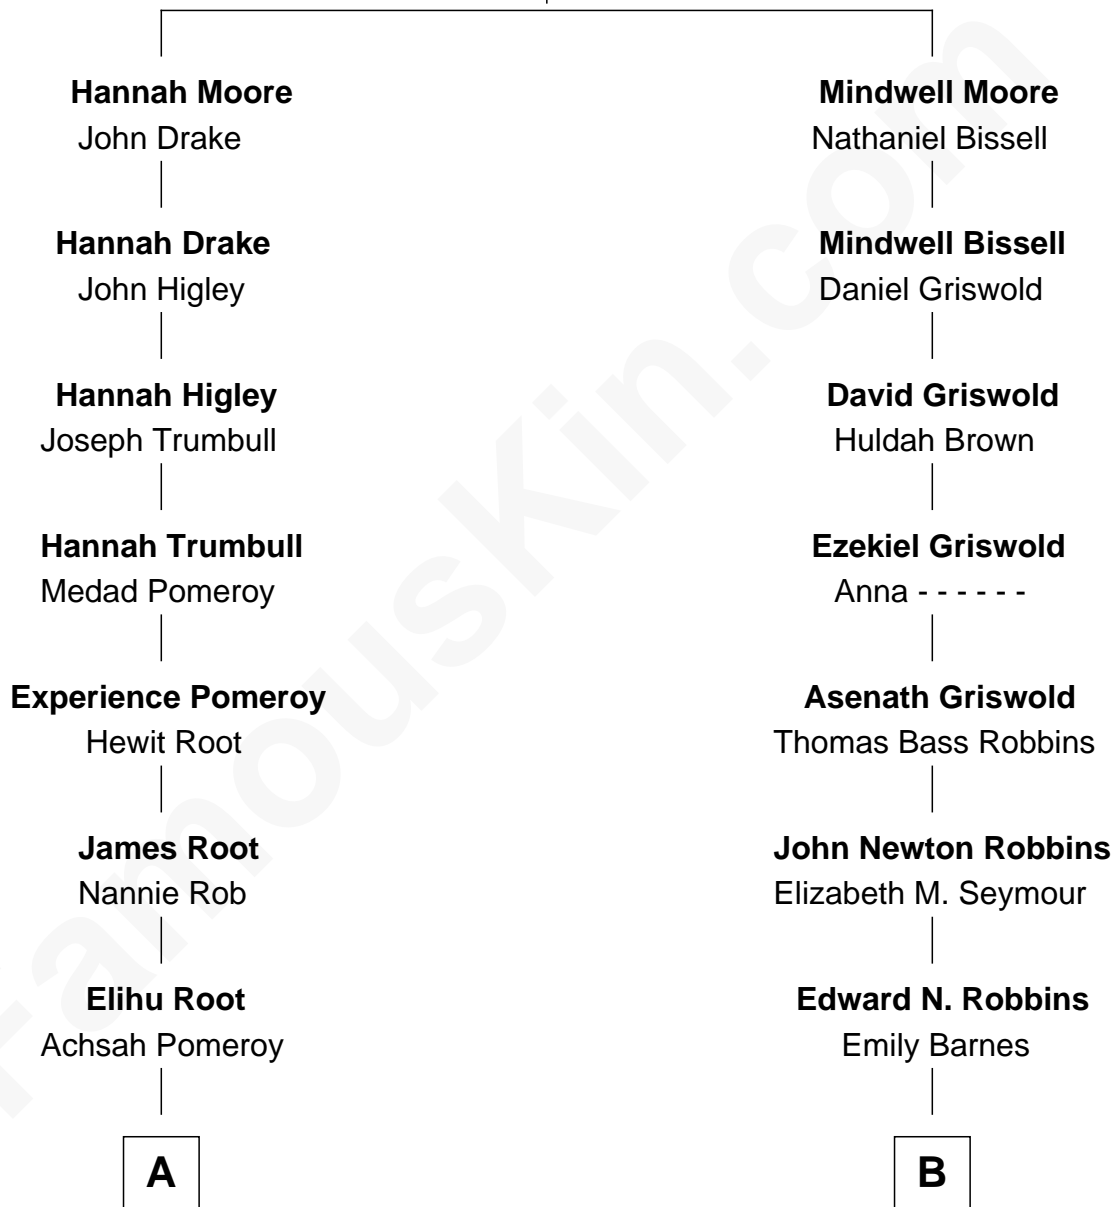 Hannah Moore
John Drake
Hannah Drake
John Higley
Hannah Higley
Joseph Trumbull
Hannah Trumbull
Medad Pomeroy
Experience Pomeroy
Hewit Root
James Root
Nannie Rob
Elihu Root
Achsah Pomeroy
A
Mindwell Moore
Nathaniel Bissell
Mindwell Bissell
Daniel Griswold
David Griswold
Huldah Brown
Ezekiel Griswold
Anna - - - - - -
Asenath Griswold
Thomas Bass Robbins
John Newton Robbins
Elizabeth M. Seymour
Edward N. Robbins
Emily Barnes
B
FamousKin.com